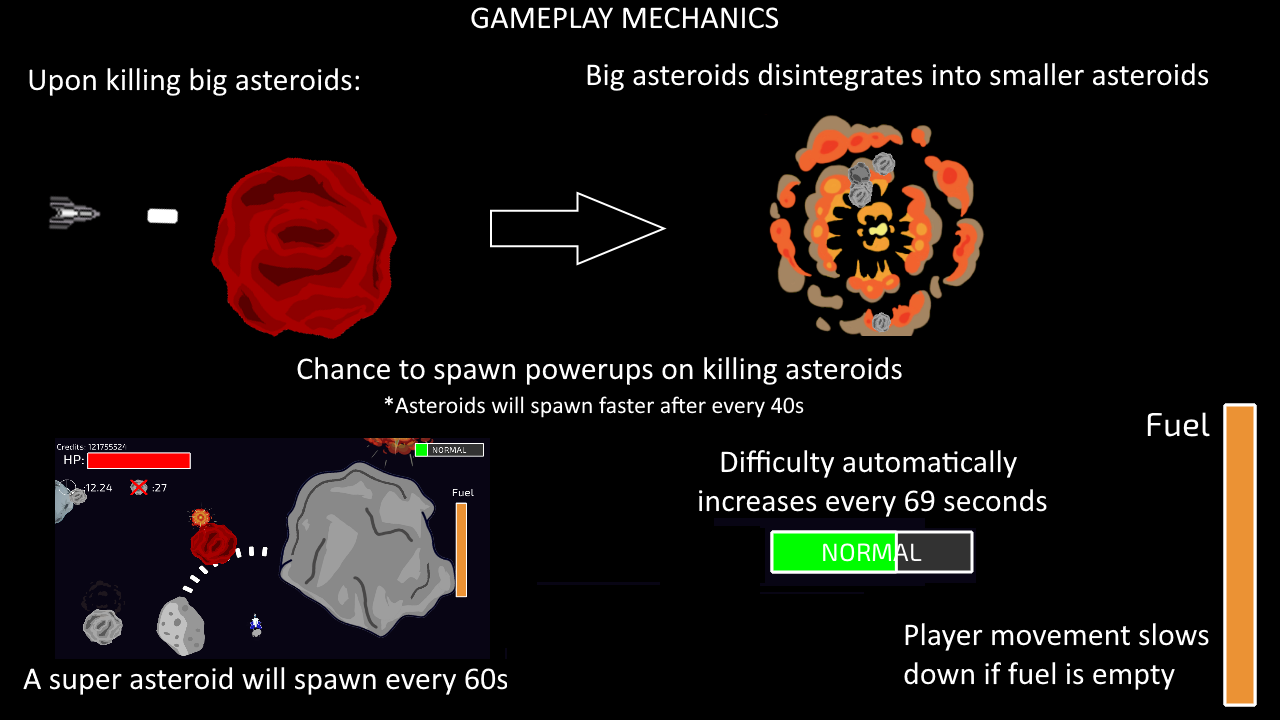 GAMEPLAY MECHANICS
Upon killing big asteroids:
Big asteroids disintegrates into smaller asteroids
Chance to spawn powerups on killing asteroids
*Asteroids will spawn faster after every 40s
Credits: 121755524
HP:
NORMAL
:12.24
:27
Fuel
A super asteroid will spawn every 60s
Difficulty automatically
increases every 69 seconds
NORMAL
Fuel
Player movement slows
down if fuel is empty